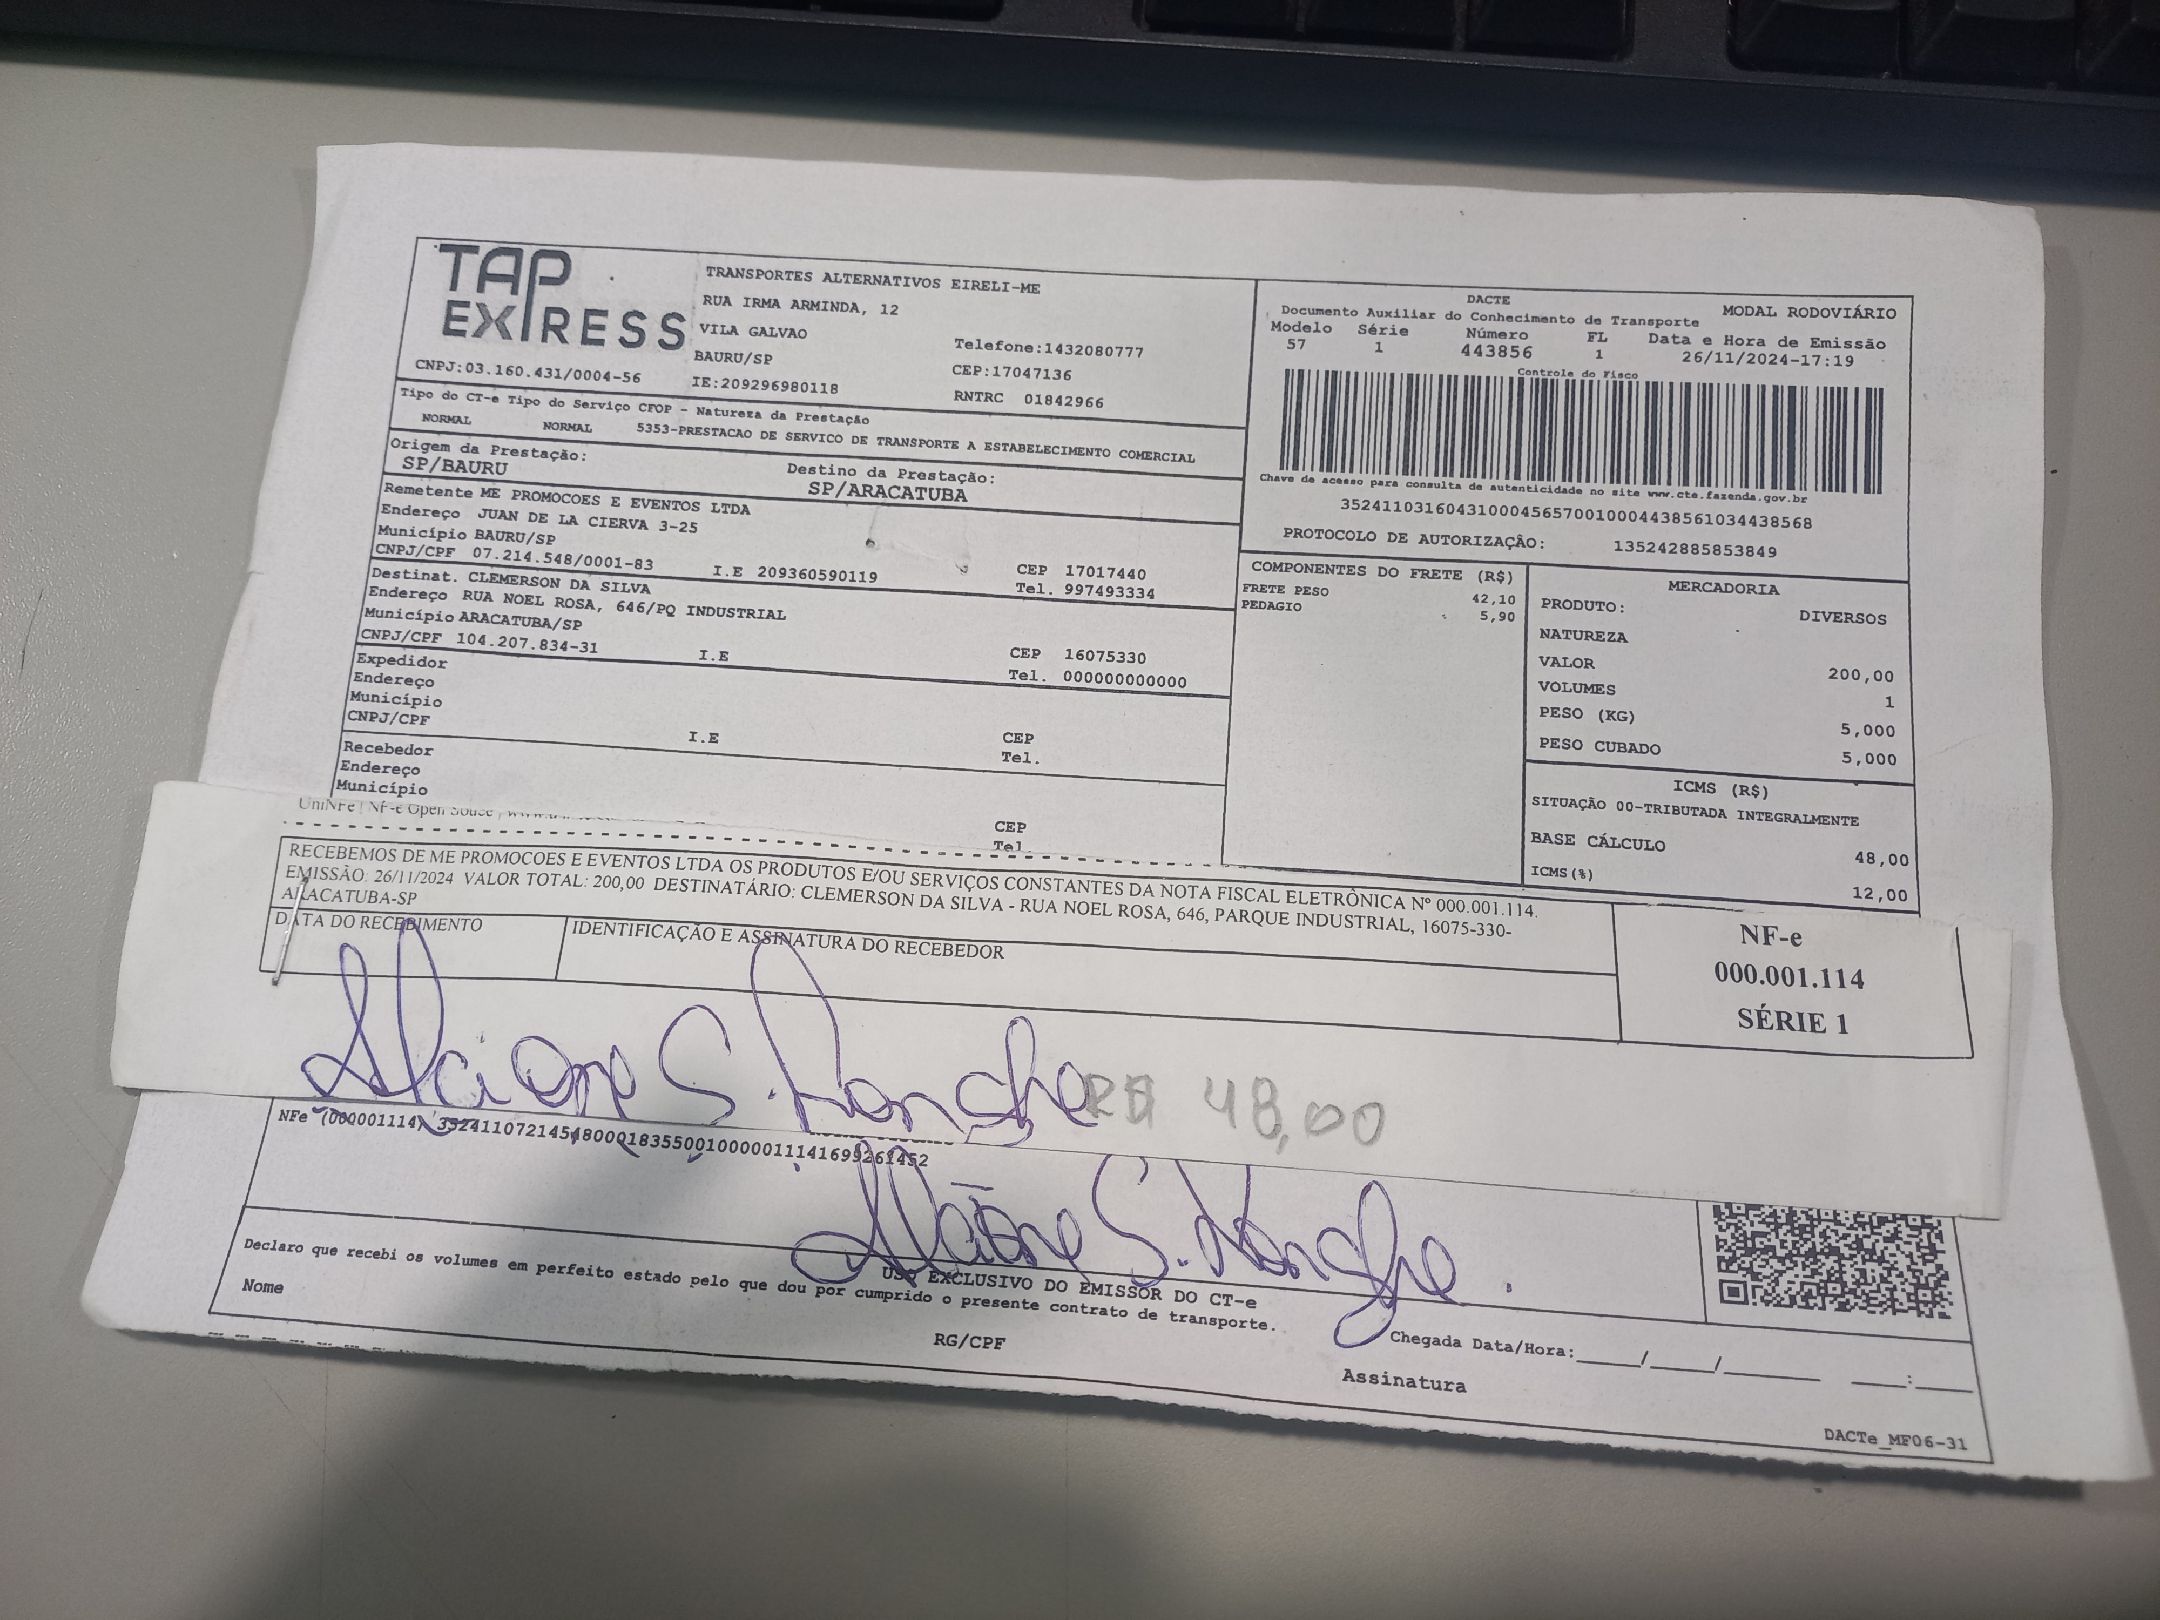 TAP
EXPRESS
CNPJ:03.160.431/0004-56
TRANSPORTES ALTERNATIVOS EIRELI-ME
RUA IRMA ARMINDA, 12
VILA GALVAO
BAURU/SP
IE:209296980118
Telefone:1432080777
CEP:17047136
RNTRC 01842966
DACTE
MODAL RODOVIÁRIO
Documento Auxiliar do Conhecimento de Transporte
Modelo Série Número FL Data e Hora de Emissão
57 1 443856 1 26/11/2024-17:19
Controle do Fisco
Chave de acesso para consulta de autenticidade no site www.cte.fazenda.gov.br
35241103160431000456570010004438561034438568
PROTOCOLO DE AUTORIZAÇÃO: 135242885853849
Tipo do CT-e Tipo do Serviço CFOP - Natureza da Prestação
NORMAL NORMAL 5353-PRESTACAO DE SERVICO DE TRANSPORTE A ESTABELECIMENTO COMERCIAL
Origem da Prestação: Destino da Prestação:
SP/BAURU SP/ARACATUBA
Remetente ME PROMOCOES E EVENTOS LTDA
Endereço JUAN DE LA CIERVA 3-25
Município BAURU/SP CEP 17017440
CNPJ/CPF 07.214.548/0001-83 I.E 209360590119 Tel. 997493334
Destinat. CLEMERSON DA SILVA
Endereço RUA NOEL ROSA, 646/PQ INDUSTRIAL
Município ARACATUBA/SP CEP 16075330
CNPJ/CPF 104.207.834-31 I.E Tel. 000000000000
Expedidor
Endereço
Município CEP
CNPJ/CPF I.E Tel.
Recebedor
Endereço
Município CEP
Tel.
COMPONENTES DO FRETE (R$)
FRETE PESO 42,10
PEDAGIO 5,90
MERCADORIA
PRODUTO: DIVERSOS
NATUREZA
VALOR 200,00
VOLUMES 1
PESO (KG) 5,000
PESO CUBADO 5,000
ICMS (R$)
SITUAÇÃO 00-TRIBUTADA INTEGRALMENTE
BASE CÁLCULO 48,00
ICMS(%) 12,00
UniNFe | NF-e Open Souce |
RECEBEMOS DE ME PROMOCOES E EVENTOS LTDA OS PRODUTOS E/OU SERVIÇOS CONSTANTES DA NOTA FISCAL ELETRÔNICA Nº 000.001.114.
EMISSÃO: 26/11/2024 VALOR TOTAL: 200,00 DESTINATÁRIO: CLEMERSON DA SILVA - RUA NOEL ROSA, 646, PARQUE INDUSTRIAL, 16075-330-
ARACATUBA-SP
DATA DO RECEBIMENTO IDENTIFICAÇÃO E ASSINATURA DO RECEBEDOR
NF-e
000.001.114
SÉRIE 1
R$ 48,00
NFe (000001114) 35241107214548000183550010000011141699261452
USO EXCLUSIVO DO EMISSOR DO CT-e
Declaro que recebi os volumes em perfeito estado pelo que dou por cumprido o presente contrato de transporte.
Nome RG/CPF Assinatura
Chegada Data/Hora:____/____/______ ____:____
DACTe_MF06-31